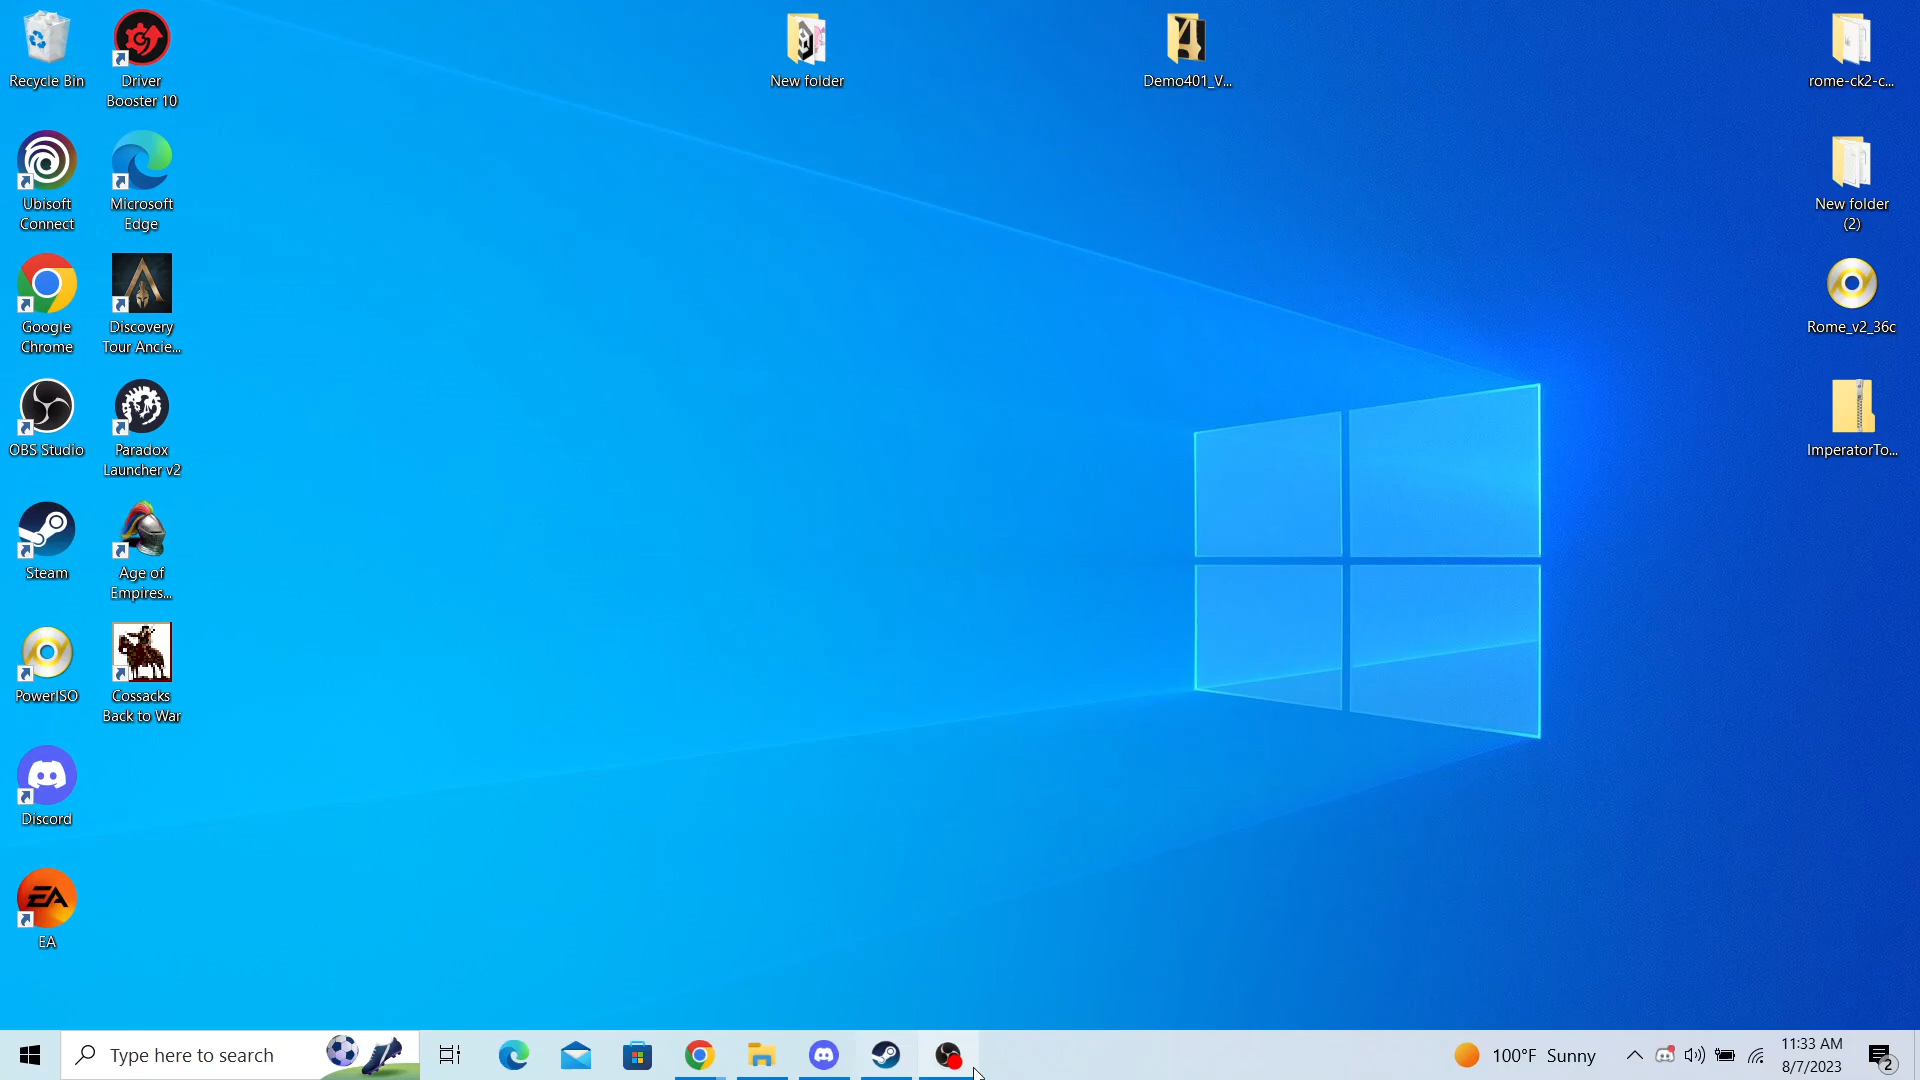 Recycle Bin
Driver
Booster 10
New folder
Demo401_V...
rome-ck2-c...
Ubisoft
Connect
Microsoft
Edge
New folder
(2)
Google
Chrome
Discovery
Tour Ancie...
Rome_v2_36c
OBS Studio
Paradox
Launcher v2
ImperatorTo...
Steam
Age of
Empires...
PowerISO
Cossacks
Back to War
Discord
EA
EA
Type here to search
100°F Sunny
11:33 AM
8/7/2023
2